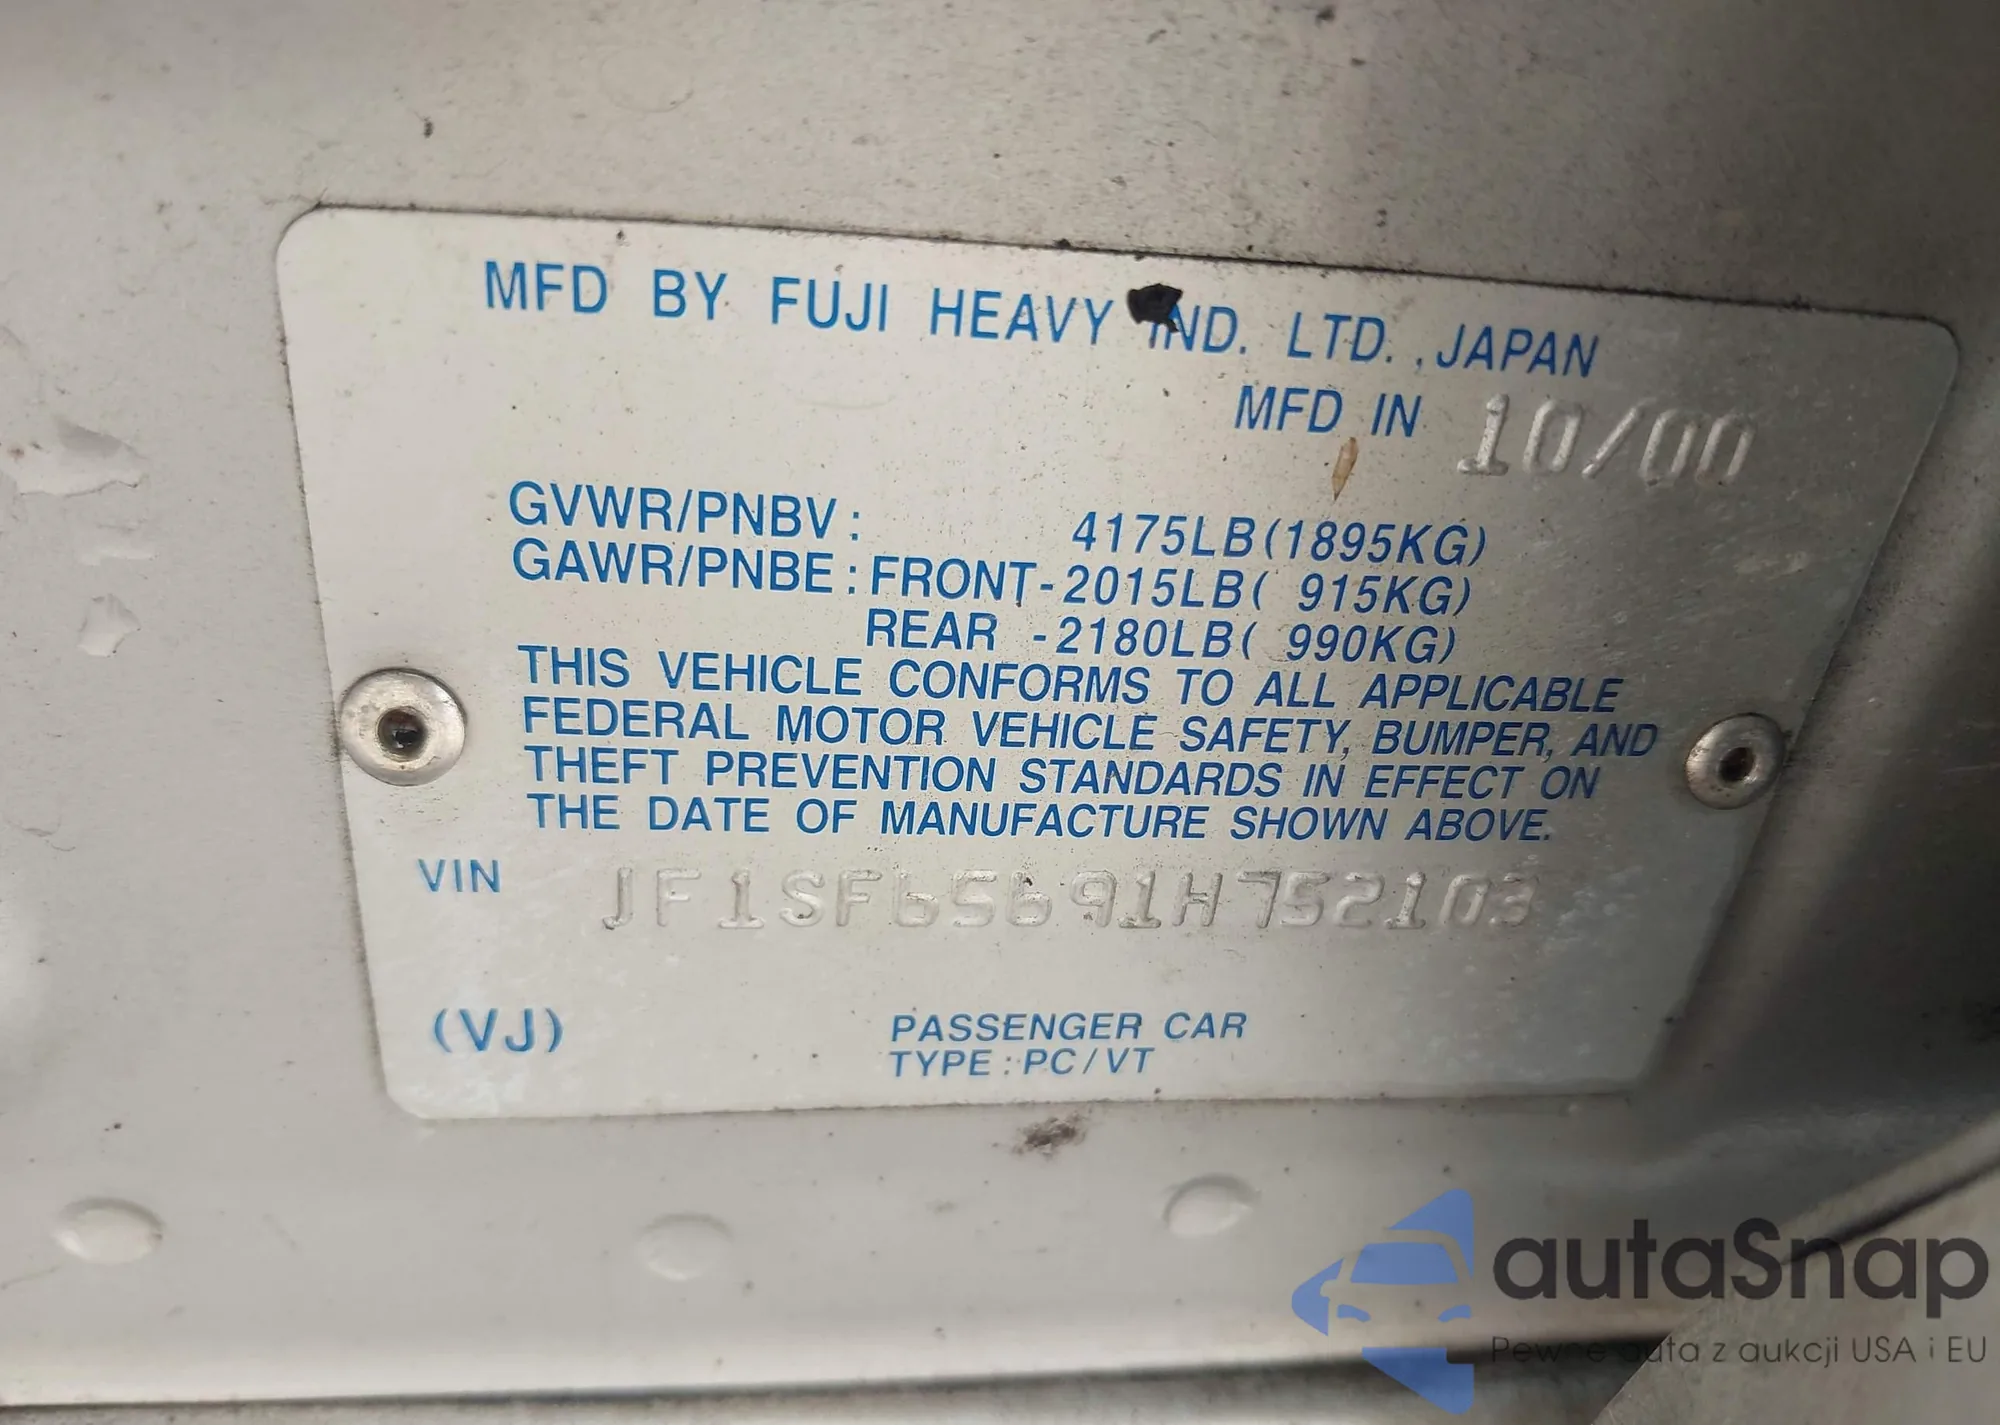 MFD BY FUJI HEAVY IND. LTD. ,JAPAN
MFD IN 10/00
GVWR/PNBV : 4175LB(1895KG)
GAWR/PNBE : FRONT-2015LB( 915KG)
REAR -2180LB( 990KG)
THIS VEHICLE CONFORMS TO ALL APPLICABLE
FEDERAL MOTOR VEHICLE SAFETY, BUMPER, AND
THEFT PREVENTION STANDARDS IN EFFECT ON
THE DATE OF MANUFACTURE SHOWN ABOVE.
VIN JF1SF65691H752103
(VJ)
PASSENGER CAR
TYPE : PC/VT
autaSnap
Pewne auta z aukcji USA i EU